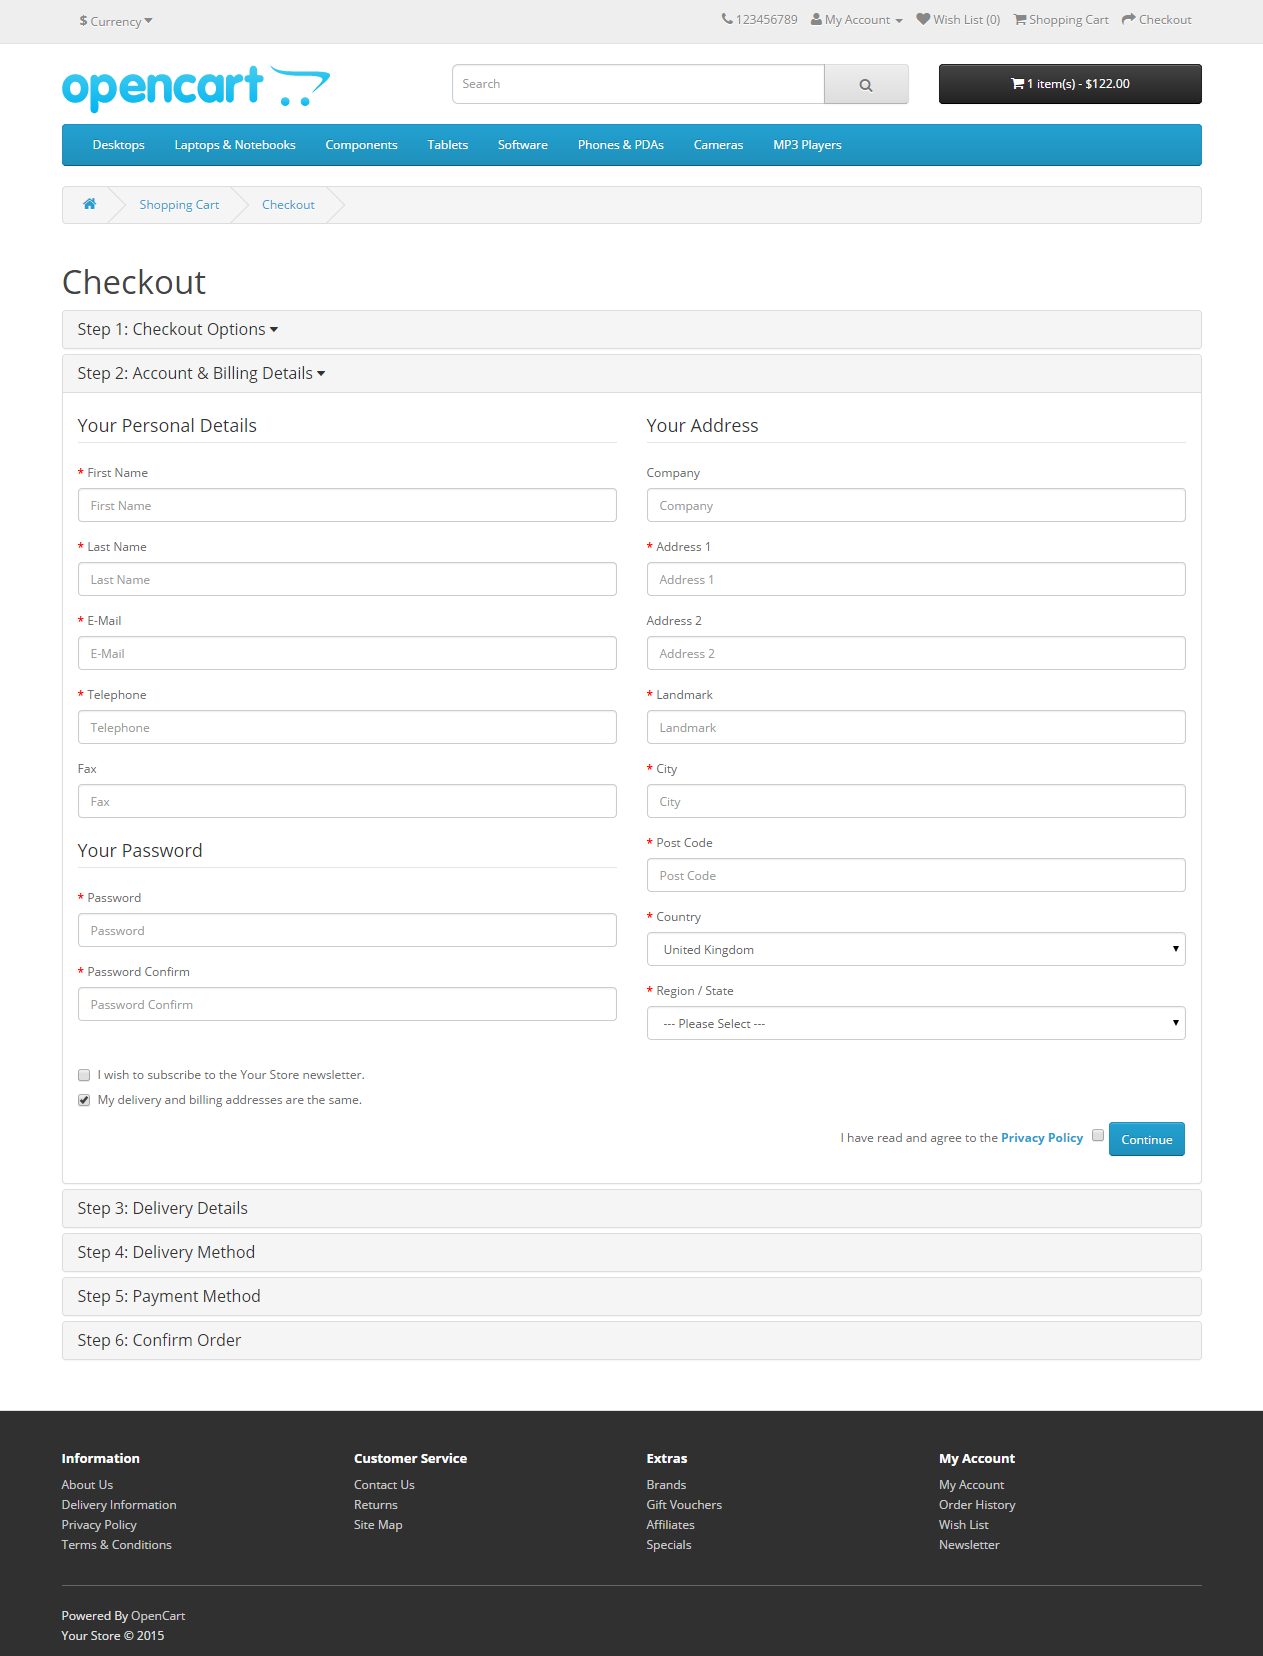 $ Currency
123456789 My Account Wish List (0) Shopping Cart Checkout
opencart
Search
1 item(s) - $122.00
Desktops Laptops & Notebooks Components Tablets Software Phones & PDAs Cameras MP3 Players
Shopping Cart Checkout
Checkout
Step 1: Checkout Options
Step 2: Account & Billing Details
Your Personal Details
* First Name
First Name
* Last Name
Last Name
* E-Mail
E-Mail
* Telephone
Telephone
Fax
Fax
Your Password
* Password
Password
* Password Confirm
Password Confirm
Your Address
Company
Company
* Address 1
Address 1
Address 2
Address 2
* Landmark
Landmark
* City
City
* Post Code
Post Code
* Country
United Kingdom
* Region / State
--- Please Select ---
I wish to subscribe to the Your Store newsletter.
My delivery and billing addresses are the same.
I have read and agree to the Privacy Policy
Continue
Step 3: Delivery Details
Step 4: Delivery Method
Step 5: Payment Method
Step 6: Confirm Order
Information
About Us
Delivery Information
Privacy Policy
Terms & Conditions
Customer Service
Contact Us
Returns
Site Map
Extras
Brands
Gift Vouchers
Affiliates
Specials
My Account
My Account
Order History
Wish List
Newsletter
Powered By OpenCart
Your Store © 2015